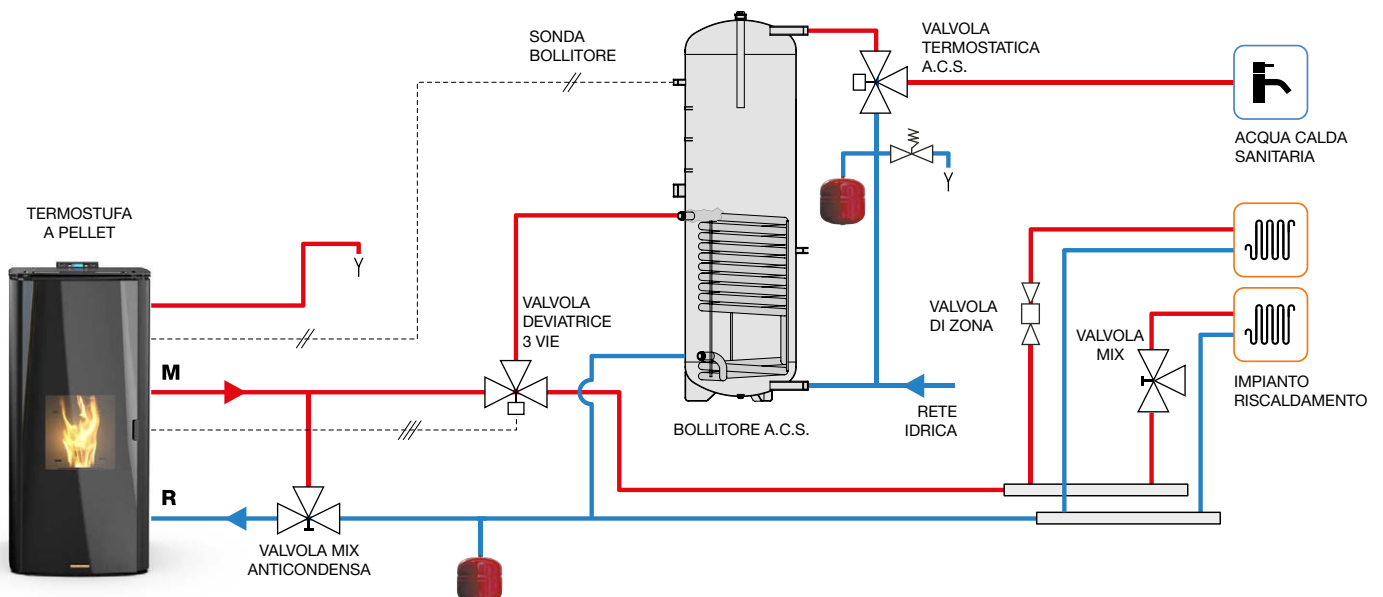 SONDA
BOLLITORE
VALVOLA
TERMOSTATICA
A.C.S.
ACQUA CALDA
SANITARIA
TERMOSTUFA
A PELLET
VALVOLA
DEVIATRICE
3 VIE
VALVOLA
DI ZONA
VALVOLA
MIX
IMPIANTO
RISCALDAMENTO
M
RETE
IDRICA
BOLLITORE A.C.S.
R
VALVOLA MIX
ANTICONDENSA